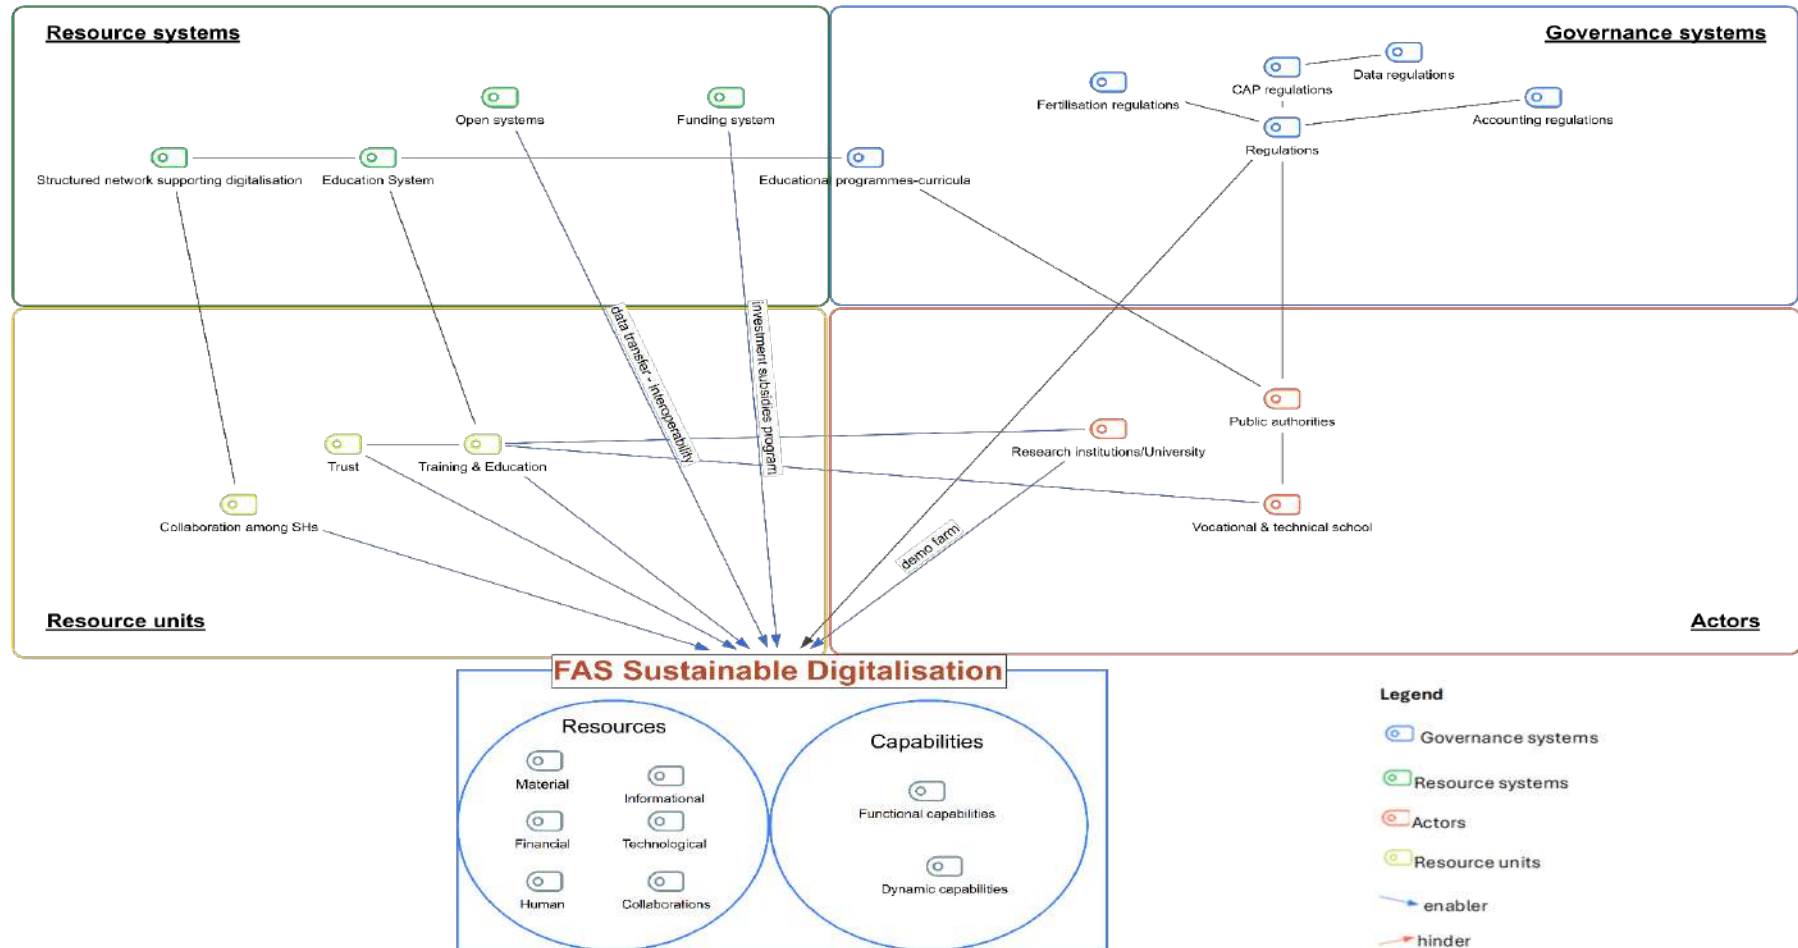 Resource systems
Governance systems
Open systems
Funding system
Structured network supporting digitalisation
Education System
Educational programmes-curricula
Fertilisation regulations
CAP regulations
Data regulations
Accounting regulations
Regulations
data transfer - interoperability
investment subsidies program
Trust
Training & Education
Collaboration among SHs
Resource units
Public authorities
Research institutions/University
Vocational & technical school
demo farm
Actors
FAS Sustainable Digitalisation
Resources
Material
Informational
Financial
Technological
Human
Collaborations
Capabilities
Functional capabilities
Dynamic capabilities
Legend
Governance systems
Resource systems
Actors
Resource units
enabler
hinder